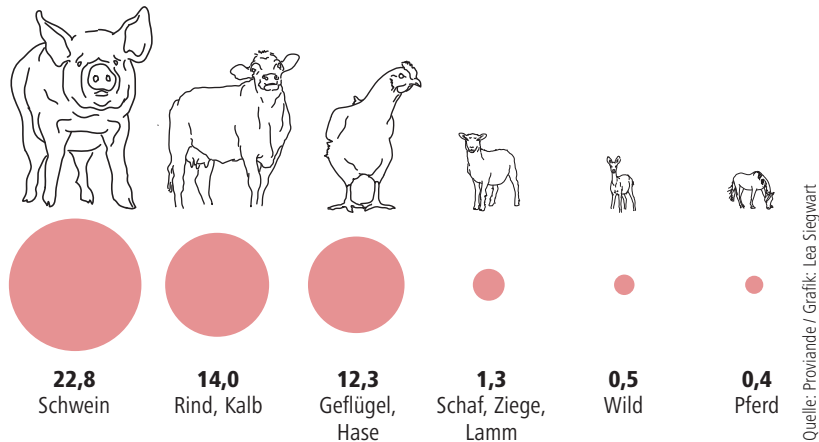 22,8
Schwein
14,0
Rind, Kalb
12,3
Geflügel,
Hase
1,3
Schaf, Ziege,
Lamm
0,5
Wild
0,4
Pferd
Quelle: Proviande / Grafik: Lea Siegwart